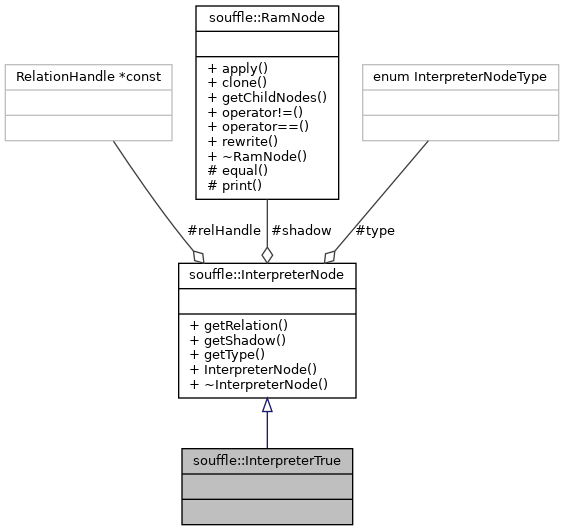 souffle::RamNode
+ apply()
+ clone()
+ getChildNodes()
+ operator!=()
+ operator==()
+ rewrite()
+ ~RamNode()
# equal()
# print()
RelationHandle *const
enum InterpreterNodeType
#relHandle
#shadow
#type
souffle::InterpreterNode
+ getRelation()
+ getShadow()
+ getType()
+ InterpreterNode()
+ ~InterpreterNode()
souffle::InterpreterTrue